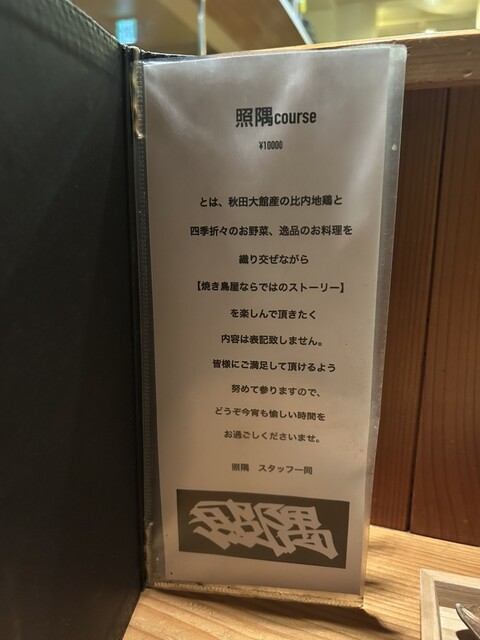 照隅course
¥10000
とは、秋田大館産の比内地鶏と
四季折々のお野菜、逸品のお料理を
織り交ぜながら
【焼き鳥屋ならではのストーリー】
を楽しんで頂きたく
内容は表記致しません。
皆様にご満足して頂けるよう
努めて参りますので、
どうぞ今宵も愉しい時間を
お過ごしくださいませ。
照隅　スタッフ一同
照隅